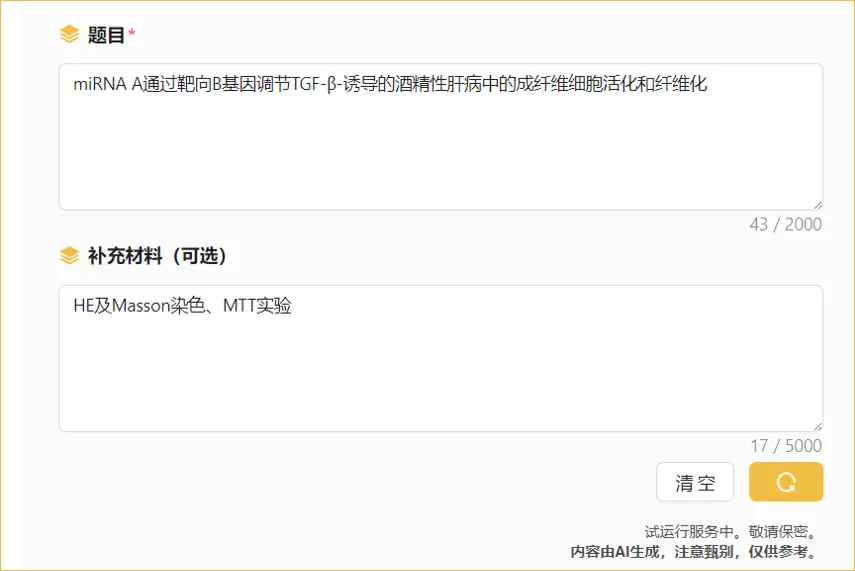 题目*
miRNA A通过靶向B基因调节TGF-β-诱导的酒精性肝病中的成纤维细胞活化和纤维化
43 / 2000
补充材料（可选）
HE及Masson染色、MTT实验
17 / 5000
清空
试运行服务中。敬请保密。
内容由AI生成，注意甄别，仅供参考。